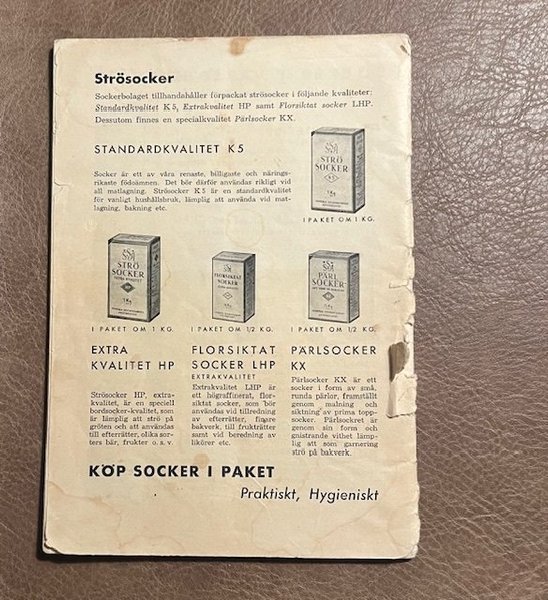 Strösocker
Sockerbolaget tillhandahåller förpackat strösocker i följande kvaliteter:
Standardkvalitet K 5, Extrakvalitet HP samt Florsiktat socker LHP.
Dessutom finnes en specialkvalitet Pärlsocker KX.
STANDARDKVALITET K 5
Socker är ett av våra renaste, billigaste och närings-
rikaste födoämnen. Det bör därför användas rikligt vid
all matlagning. Strösocker K 5 är en standardkvalitet
för vanligt hushållsbruk, lämplig att använda vid mat-
lagning, bakning etc.
STRÖ
SOCKER
I PAKET OM 1 KG.
STRÖ
SOCKER
I PAKET OM 1 KG.
FLORSIKTAT
SOCKER
I PAKET OM 1/2 KG.
PÄRL
SOCKER
I PAKET OM 1/2 KG.
EXTRA
KVALITET HP
Strösocker HP, extra-
kvalitet, är en speciell
bordsocker-kvalitet, som
är lämplig att strö på
gröten och att användas
till efterrätter, olika sor-
ters bär, frukter o. s. v.
FLORSIKTAT
SOCKER LHP
EXTRAKVALITET
Extrakvalitet LHP är
ett högraffinerat, flor-
siktat socker, som bör
användas vid tillredning
av efterrätter, finare
bakverk, till frukträtter
samt vid beredning av
likörer etc.
PÄRLSOCKER
KX
Pärlsocker KX är ett
socker i form av små,
runda pärlor, framställt
genom malning och
siktning av prima topp-
socker. Pärlsockret är
genom sin form och
gnistrande vithet lämp-
lig att som garnering
strö på bakverk.
KÖP SOCKER I PAKET
Praktiskt, Hygieniskt